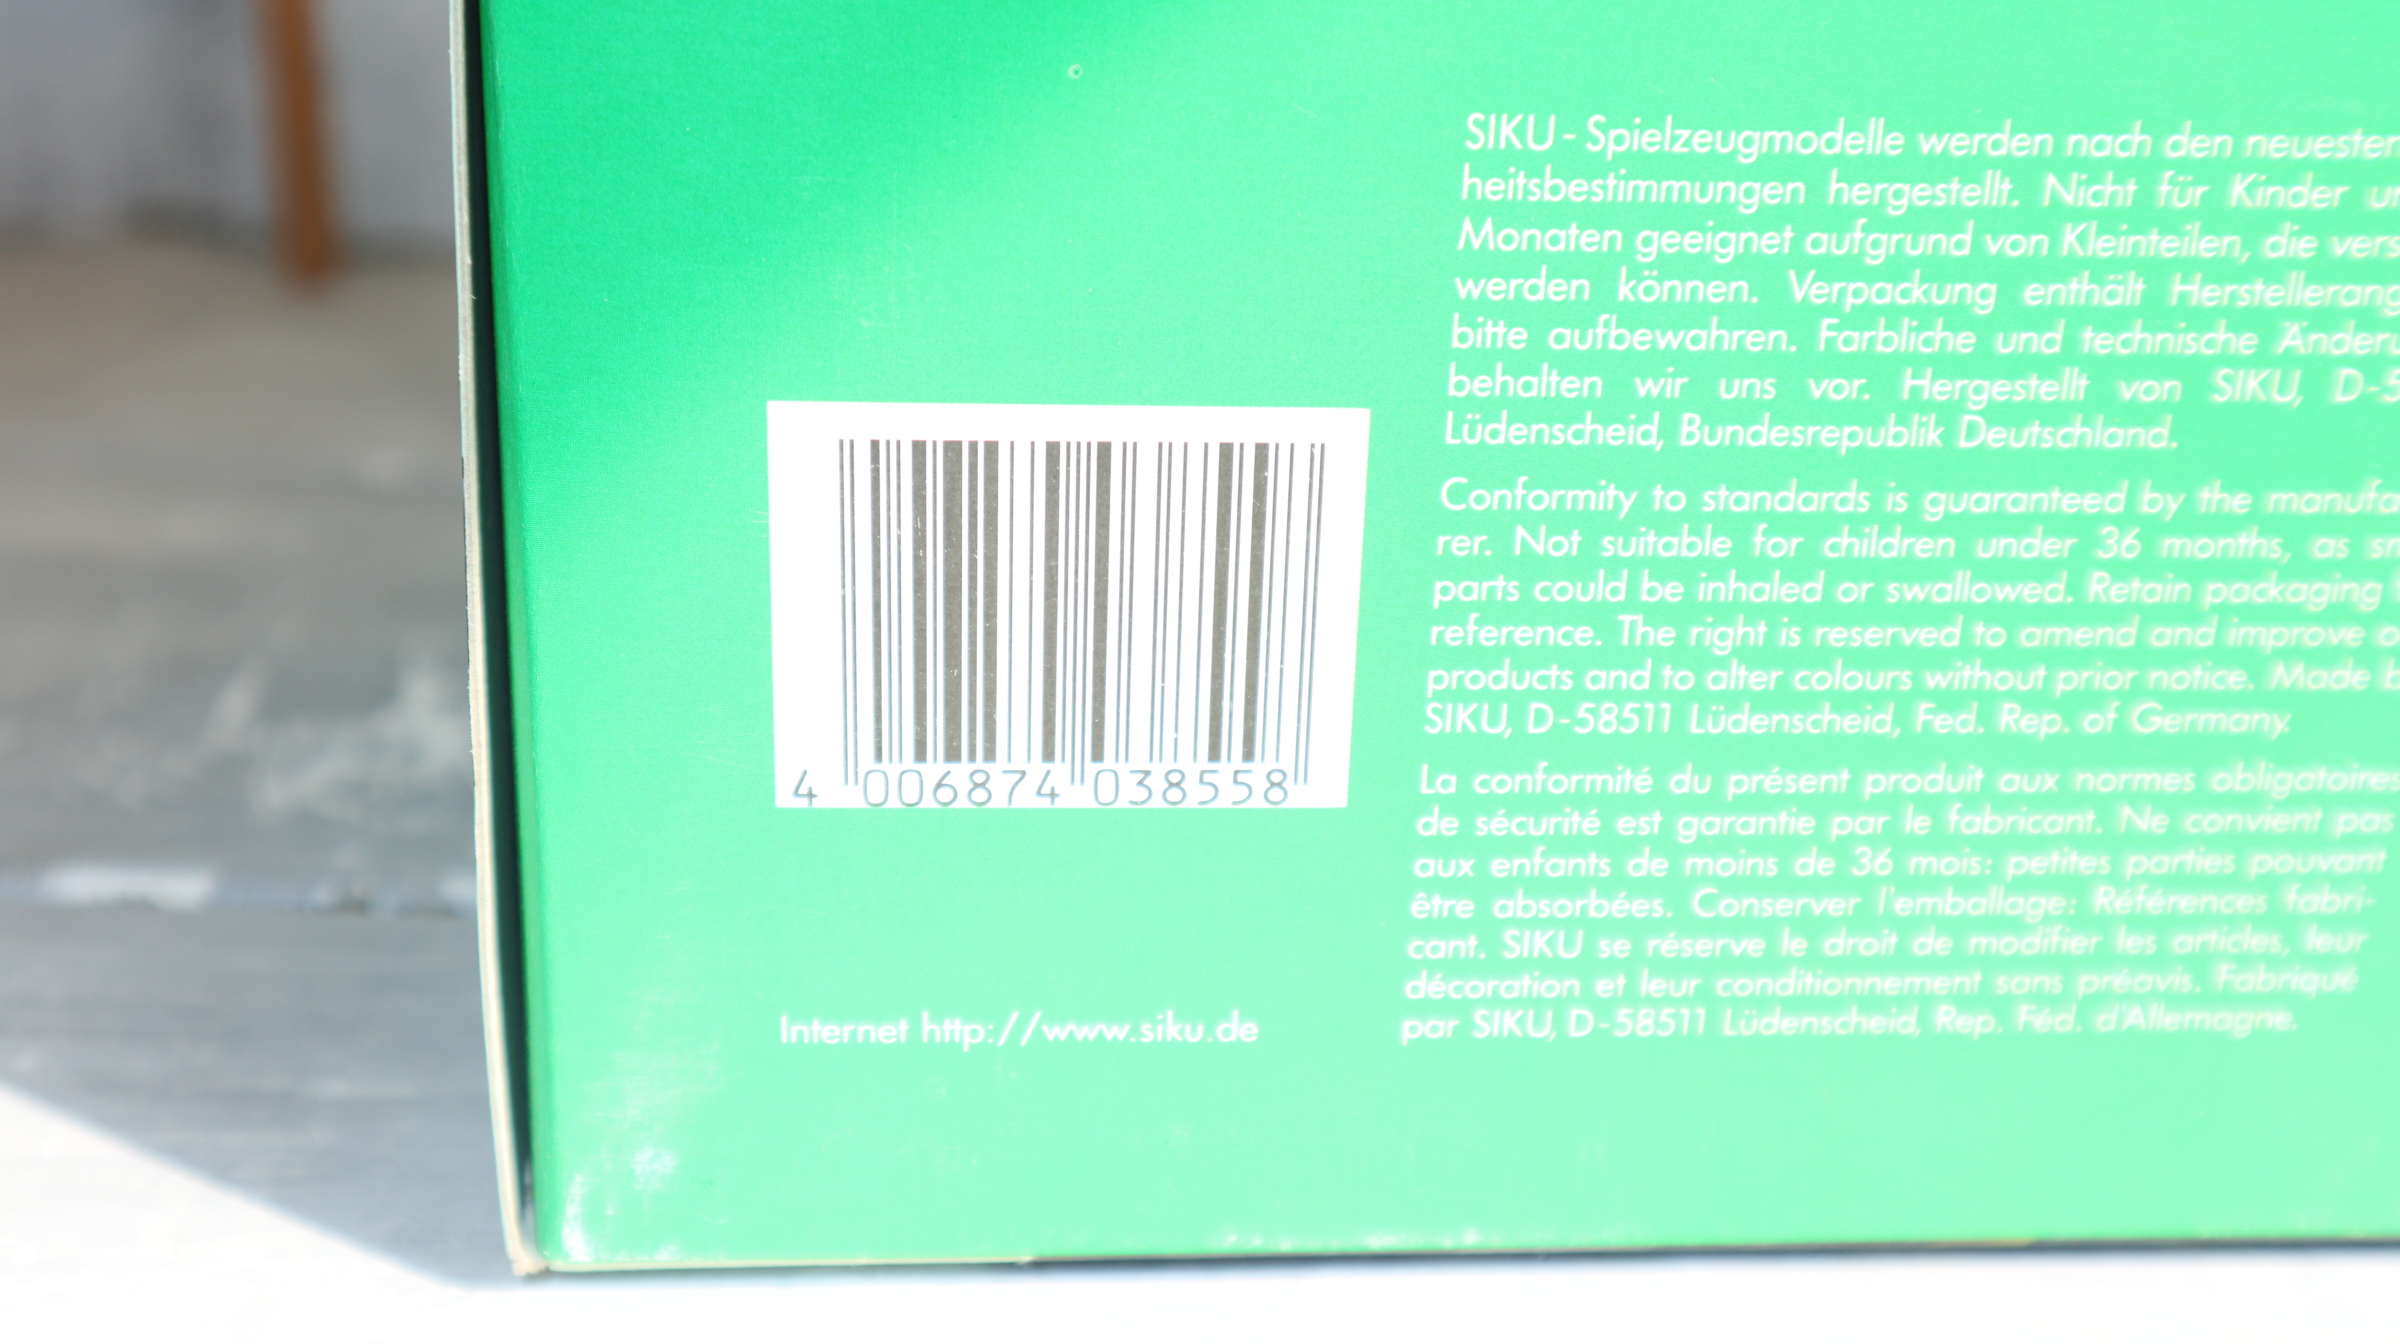 SIKU - Spielzeugmodelle werden nach den neuesten
heitsbestimmungen hergestellt. Nicht für Kinder
Monaten geeignet aufgrund von Kleinteilen, die
werden können. Verpackung enthält
bitte aufbewahren. Farbliche und technische
behalten wir uns vor. Hergestellt von SIKU,
Lüdenscheid, Bundesrepublik Deutschland.
Conformity to standards is guaranteed by the
rer. Not suitable for children under 36 months, as
parts could be inhaled or swallowed. Retain packaging
reference. The right is reserved to amend and improve
products and to alter colours without prior notice. Made
SIKU, D-58511 Lüdenscheid, Fed. Rep. of Germany.
La conformité du présent produit aux normes obligatoires
de sécurité est garantie par le fabricant. Ne convient pas
aux enfants de moins de 36 mois: petites parties pouvant
être absorbées. Conserver l'emballage: Références fabri-
cant. SIKU se réserve le droit de modifier les articles, leur
décoration et leur conditionnement sans préavis. Fabriqué
par SIKU, D-58511 Lüdenscheid, Rep. Féd. d'Allemagne.
4 006874 038558
Internet http://www.siku.de